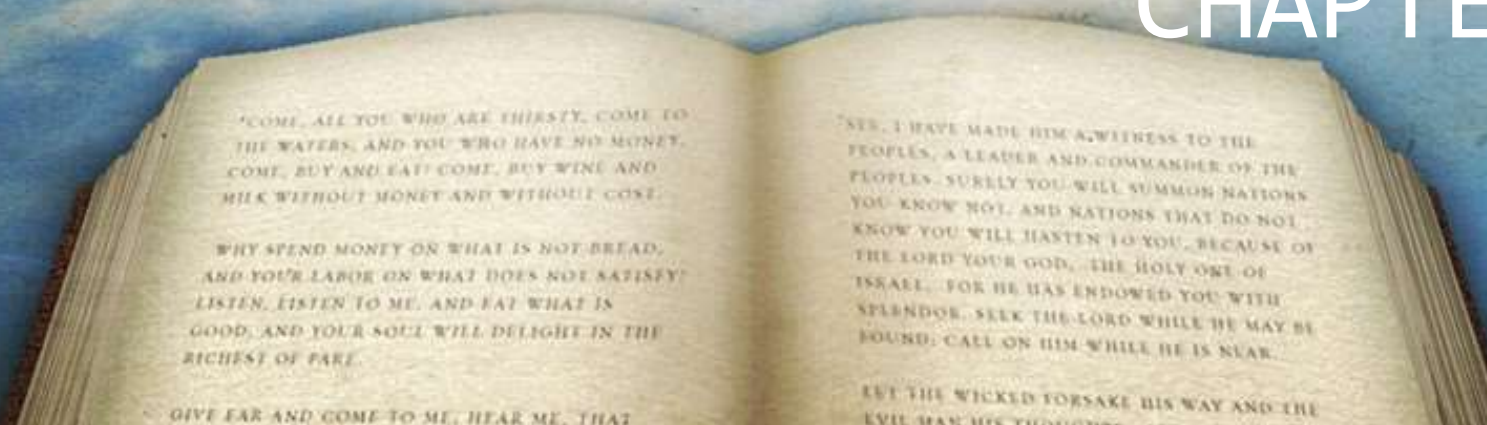 CHAPTE
"COME, ALL YOU WHO ARE THIRSTY, COME TO
THE WATERS; AND YOU WHO HAVE NO MONEY,
COME, BUY AND EAT! COME, BUY WINE AND
MILK WITHOUT MONEY AND WITHOUT COST.
WHY SPEND MONEY ON WHAT IS NOT BREAD,
AND YOUR LABOR ON WHAT DOES NOT SATISFY?
LISTEN, LISTEN TO ME, AND EAT WHAT IS
GOOD, AND YOUR SOUL WILL DELIGHT IN THE
RICHEST OF FARE.
GIVE EAR AND COME TO ME, HEAR ME, THAT
"SEE, I HAVE MADE HIM A WITNESS TO THE
PEOPLES, A LEADER AND COMMANDER OF THE
PEOPLES. SURELY YOU WILL SUMMON NATIONS
YOU KNOW NOT, AND NATIONS THAT DO NOT
KNOW YOU WILL HASTEN TO YOU, BECAUSE OF
THE LORD YOUR GOD, THE HOLY ONE OF
ISRAEL, FOR HE HAS ENDOWED YOU WITH
SPLENDOR. SEEK THE LORD WHILE HE MAY BE
FOUND; CALL ON HIM WHILE HE IS NEAR.
LET THE WICKED FORSAKE HIS WAY AND THE
EVIL MAN HIS THOUGHTS